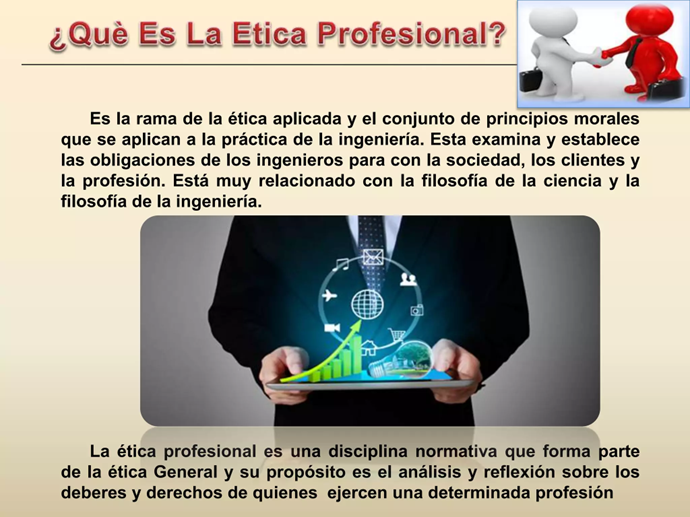 ¿Què Es La Etica Profesional?
Es la rama de la ética aplicada y el conjunto de principios morales
que se aplican a la práctica de la ingeniería. Esta examina y establece
las obligaciones de los ingenieros para con la sociedad, los clientes y
la profesión. Está muy relacionado con la filosofía de la ciencia y la
filosofía de la ingeniería.
La ética profesional es una disciplina normativa que forma parte
de la ética General y su propósito es el análisis y reflexión sobre los
deberes y derechos de quienes  ejercen una determinada profesión